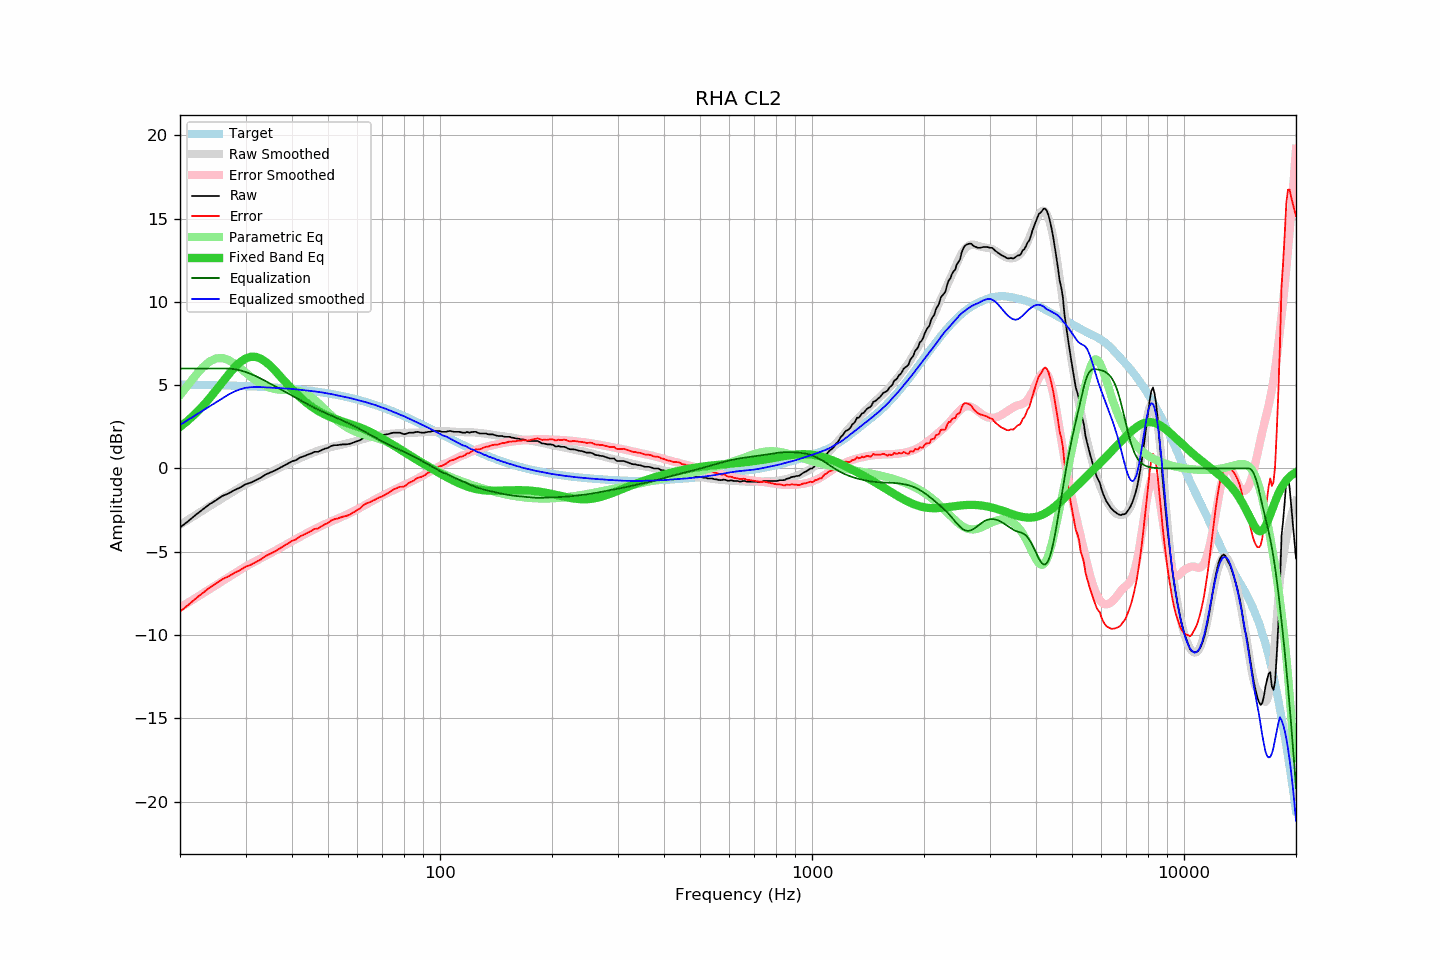 RHA CL2
Target
Raw Smoothed
Error Smoothed
Raw
Error
Parametric Eq
Fixed Band Eq
Equalization
Equalized smoothed
20
15
10
5
0
−5
−10
−15
−20
Amplitude (dBr)
100
1000
10000
Frequency (Hz)